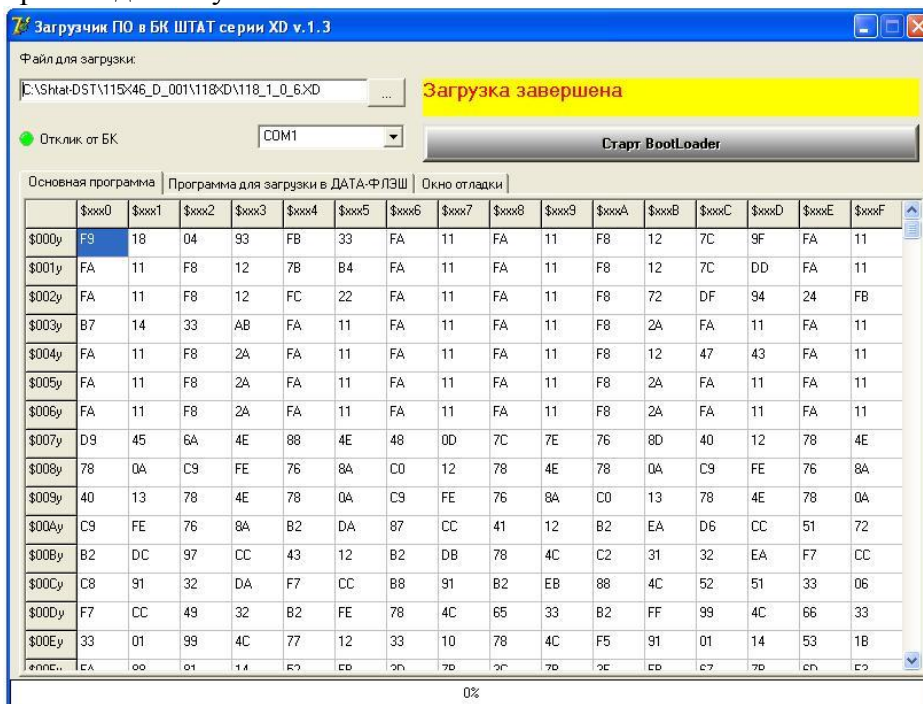 Загрузчик ПО в БК ШТАТ серии XD v.1.3
Файл для загрузки:
C:\Shtat-DST\115X46_D_001\118XD\118_1_0_6.XD ... Загрузка завершена
Отклик от БК COM1 Старт BootLoader
Основная программа Программа для загрузки в ДАТА-ФЛЭШ Окно отладки
$xxx0 $xxx1 $xxx2 $xxx3 $xxx4 $xxx5 $xxx6 $xxx7 $xxx8 $xxx9 $xxxA $xxxB $xxxC $xxxD $xxxE $xxxF
$000y F9 18 04 93 FB 33 FA 11 FA 11 F8 12 7C 9F FA 11
$001y FA 11 F8 12 7B B4 FA 11 FA 11 F8 12 7C DD FA 11
$002y FA 11 F8 12 FC 22 FA 11 FA 11 F8 72 DF 94 24 FB
$003y B7 14 33 AB FA 11 FA 11 FA 11 F8 2A FA 11 FA 11
$004y FA 11 F8 2A FA 11 FA 11 FA 11 F8 12 47 43 FA 11
$005y FA 11 F8 2A FA 11 FA 11 FA 11 F8 2A FA 11 FA 11
$006y FA 11 F8 2A FA 11 FA 11 FA 11 F8 2A FA 11 FA 11
$007y D9 45 6A 4E 88 4E 48 0D 7C 7E 76 8D 40 12 78 4E
$008y 78 0A C9 FE 76 8A C0 12 78 4E 78 0A C9 FE 76 8A
$009y 40 13 78 4E 78 0A C9 FE 76 8A C0 13 78 4E 78 0A
$00Ay C9 FE 76 8A B2 DA 87 CC 41 12 B2 EA D6 CC 51 72
$00By B2 DC 97 CC 43 12 B2 DB 78 4C C2 31 32 EA F7 CC
$00Cy C8 91 32 DA F7 CC B8 91 B2 EB 88 4C 52 51 33 06
$00Dy F7 CC 49 32 B2 FE 78 4C 65 33 B2 FF 99 4C 66 33
$00Ey 33 01 99 4C 77 12 33 10 78 4C F5 91 01 14 53 1B
0%